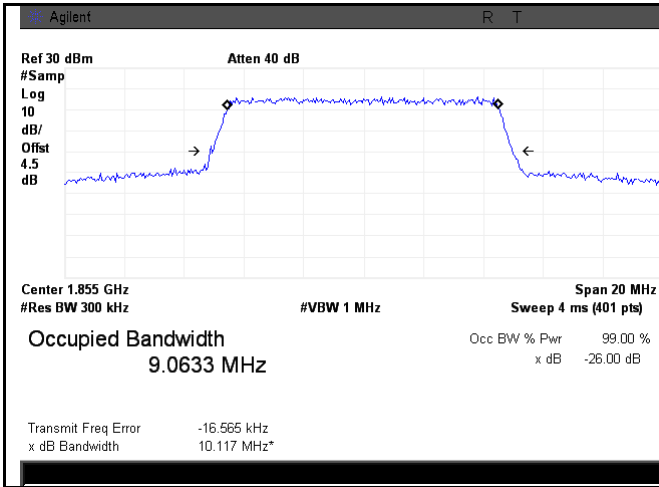 Agilent R T
Ref 30 dBm Atten 40 dB
#Samp
Log
10
dB/
Offst
4.5
dB
Center 1.855 GHz Span 20 MHz
#Res BW 300 kHz #VBW 1 MHz Sweep 4 ms (401 pts)
Occupied Bandwidth Occ BW % Pwr 99.00 %
9.0633 MHz x dB -26.00 dB
Transmit Freq Error -16.565 kHz
x dB Bandwidth 10.117 MHz*